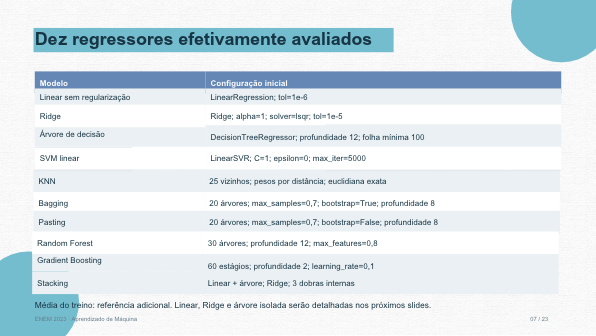 Dez regressores efetivamente avaliados
Modelo Configuração inicial
Linear sem regularização LinearRegression; tol=1e-6
Ridge Ridge; alpha=1; solver=lsqr; tol=1e-5
Árvore de decisão DecisionTreeRegressor; profundidade 12; folha mínima 100
SVM linear LinearSVR; C=1; epsilon=0; max_iter=5000
KNN 25 vizinhos; pesos por distância; euclidiana exata
Bagging 20 árvores; max_samples=0,7; bootstrap=True; profundidade 8
Pasting 20 árvores; max_samples=0,7; bootstrap=False; profundidade 8
Random Forest 30 árvores; profundidade 12; max_features=0,8
Gradient Boosting 60 estágios; profundidade 2; learning_rate=0,1
Stacking Linear + árvore; Ridge; 3 dobras internas
Média do treino: referência adicional. Linear, Ridge e árvore isolada serão detalhadas nos próximos slides.
ENEM 2023 · Aprendizado de Máquina 07 / 23